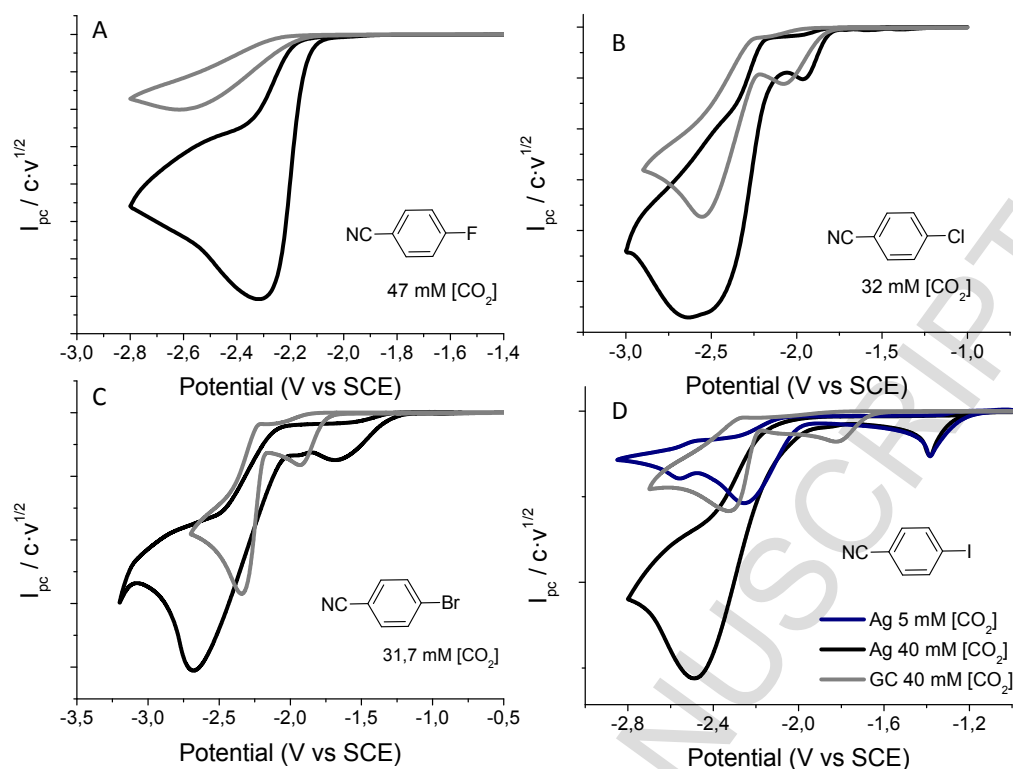 A
I_pc / c·v^1/2
NC
F
47 mM [CO₂]
-3,0 -2,8 -2,6 -2,4 -2,2 -2,0 -1,8 -1,6 -1,4
Potential (V vs SCE)
B
I_pc / c·v^1/2
NC
Cl
32 mM [CO₂]
-3,0 -2,5 -2,0 -1,5 -1,0
Potential (V vs SCE)
C
I_pc / c·v^1/2
NC
Br
31,7 mM [CO₂]
-3,5 -3,0 -2,5 -2,0 -1,5 -1,0 -0,5
Potential (V vs SCE)
D
I_pc / c·v^1/2
NC
I
Ag 5 mM [CO₂]
Ag 40 mM [CO₂]
GC 40 mM [CO₂]
-2,8 -2,4 -2,0 -1,6 -1,2
Potential (V vs SCE)
NUSCRIPT